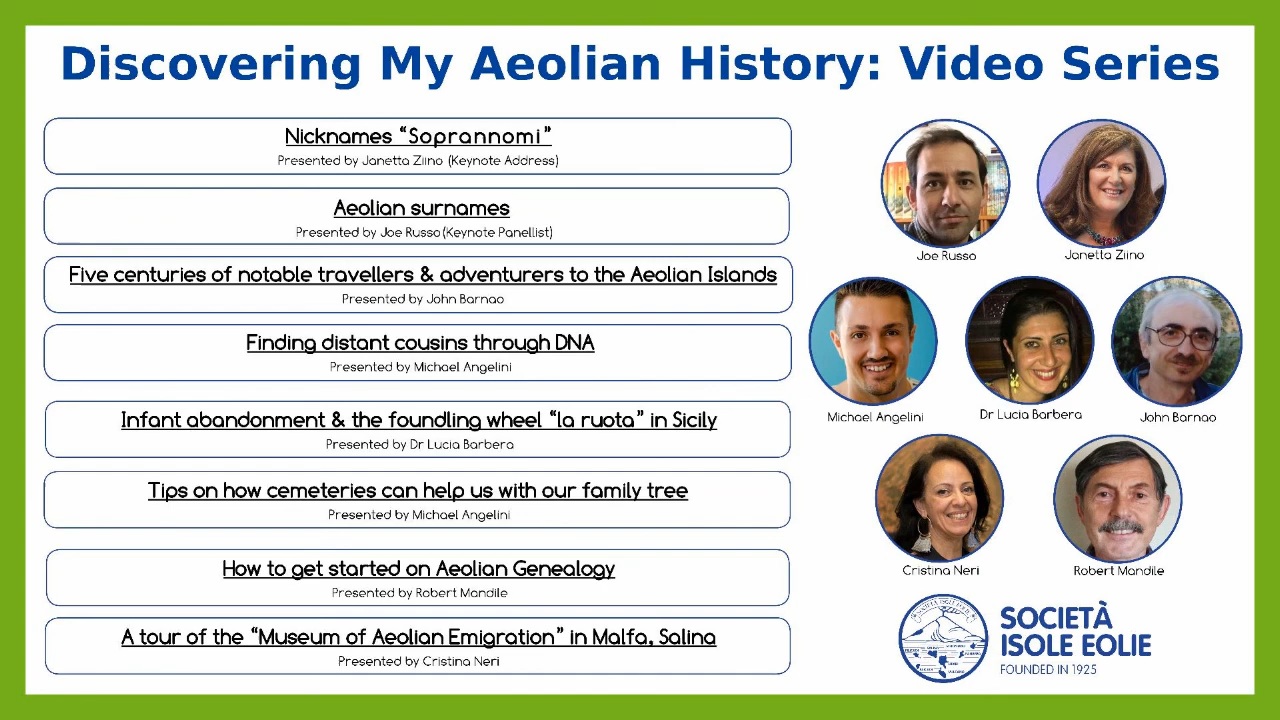 Discovering My Aeolian History: Video Series
Nicknames “Soprannomi”
Presented by Janetta Ziino (Keynote Address)
Aeolian surnames
Presented by Joe Russo (Keynote Panellist)
Five centuries of notable travellers & adventurers to the Aeolian Islands
Presented by John Barnao
Finding distant cousins through DNA
Presented by Michael Angelini
Infant abandonment & the foundling wheel “la ruota” in Sicily
Presented by Dr Lucia Barbera
Tips on how cemeteries can help us with our family tree
Presented by Michael Angelini
How to get started on Aeolian Genealogy
Presented by Robert Mandile
A tour of the “Museum of Aeolian Emigration” in Malfa, Salina
Presented by Cristina Neri
Joe Russo
Janetta Ziino
Michael Angelini
Dr Lucia Barbera
John Barnao
Cristina Neri
Robert Mandile
SOCIETÀ
ISOLE EOLIE
FOUNDED IN 1925